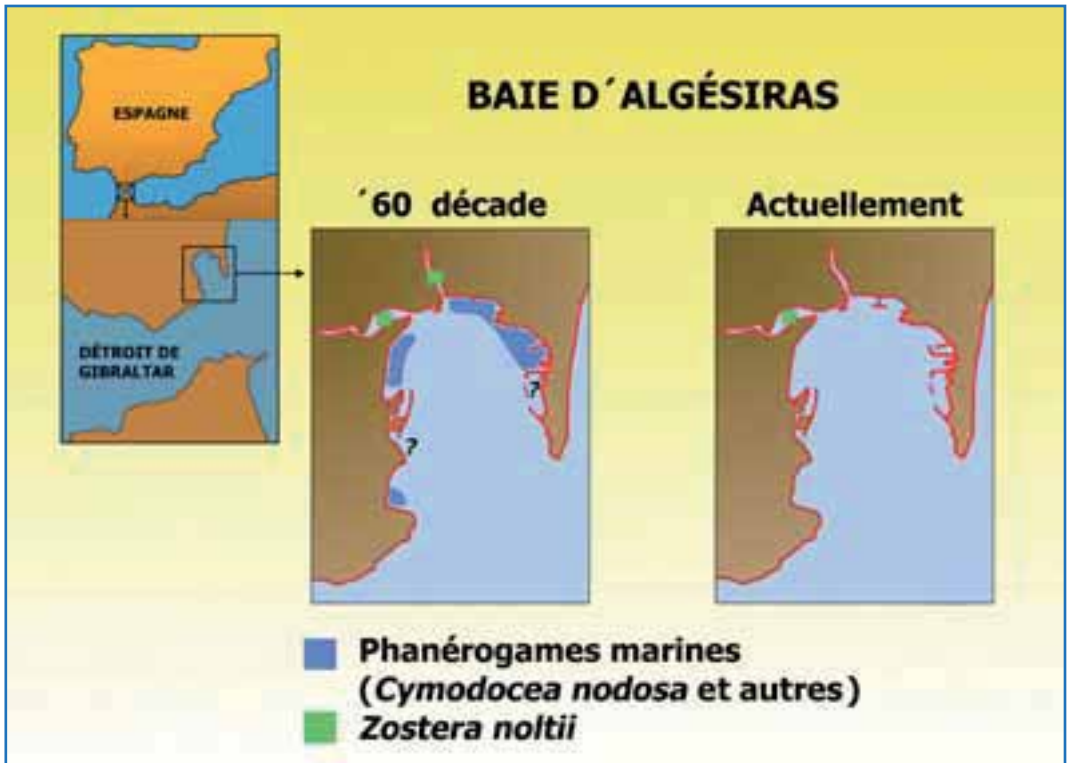 BAIE D´ALGÉSIRAS
ESPAGNE
DÉTROIT DE
GIBRALTAR
´60 décade
?
?
Actuellement
Phanérogames marines
(Cymodocea nodosa et autres)
Zostera noltii